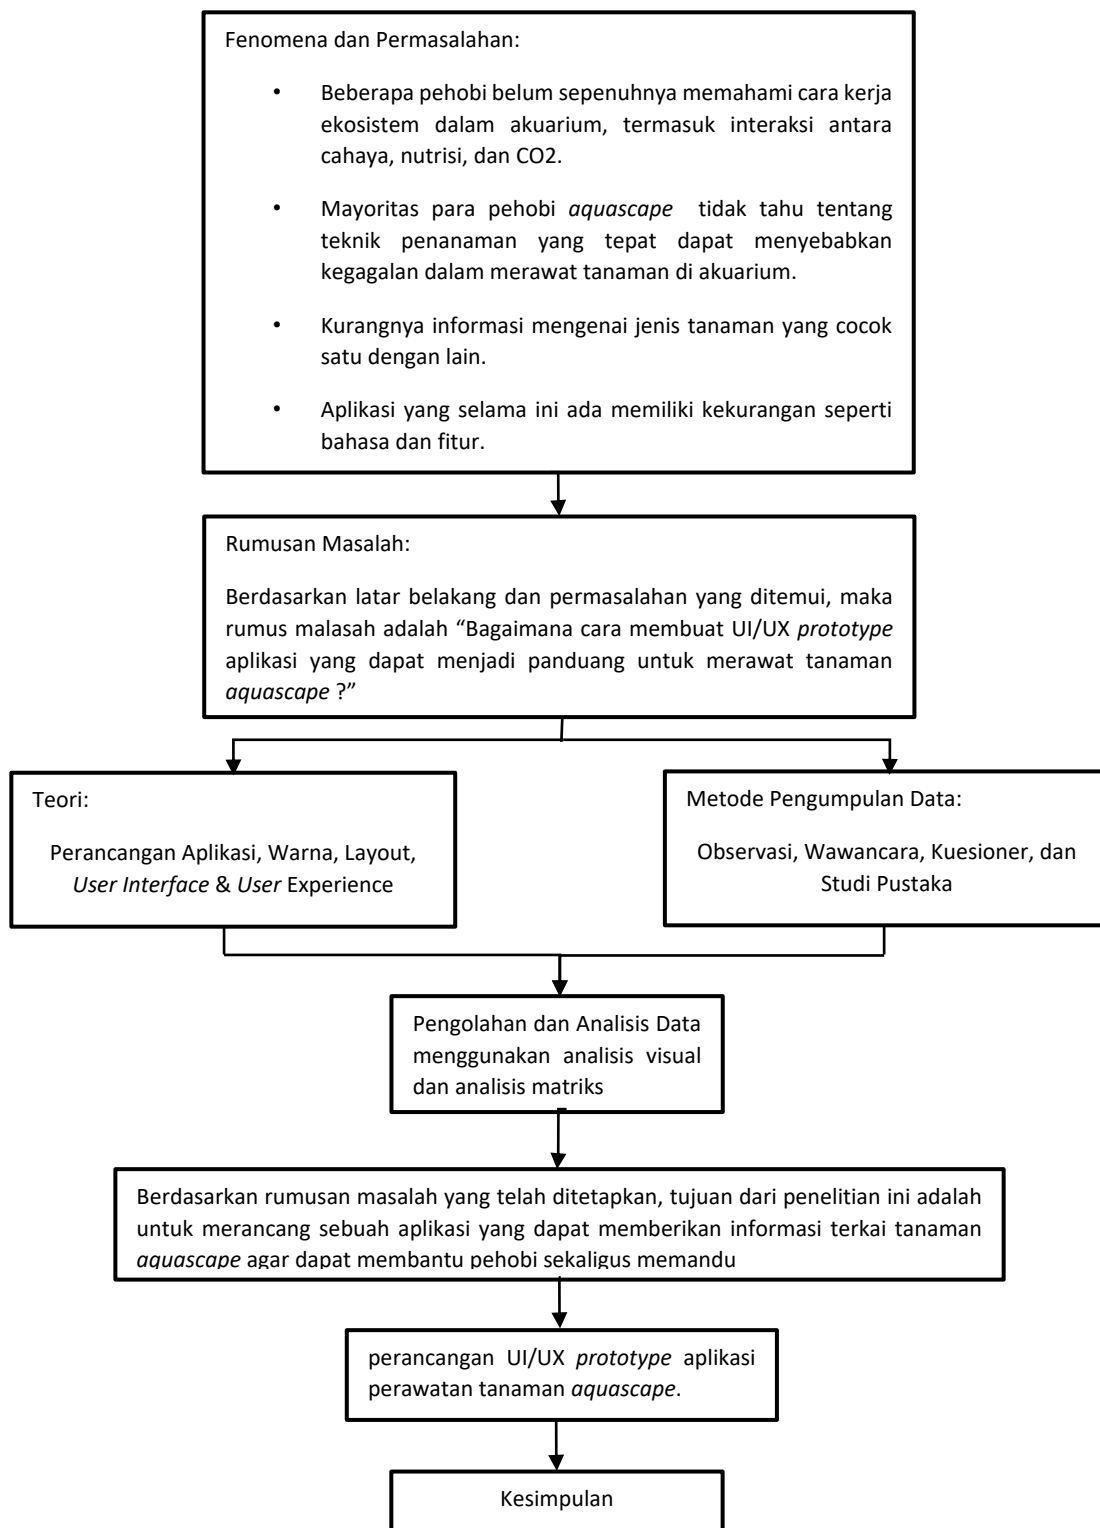 Fenomena dan Permasalahan:
• Beberapa pehobi belum sepenuhnya memahami cara kerja
ekosistem dalam akuarium, termasuk interaksi antara
cahaya, nutrisi, dan CO2.
• Mayoritas para pehobi aquascape tidak tahu tentang
teknik penanaman yang tepat dapat menyebabkan
kegagalan dalam merawat tanaman di akuarium.
• Kurangnya informasi mengenai jenis tanaman yang cocok
satu dengan lain.
• Aplikasi yang selama ini ada memiliki kekurangan seperti
bahasa dan fitur.
Rumusan Masalah:
Berdasarkan latar belakang dan permasalahan yang ditemui, maka
rumus malasah adalah “Bagaimana cara membuat UI/UX prototype
aplikasi yang dapat menjadi panduang untuk merawat tanaman
aquascape ?”
Teori:
Perancangan Aplikasi, Warna, Layout,
User Interface & User Experience
Metode Pengumpulan Data:
Observasi, Wawancara, Kuesioner, dan
Studi Pustaka
Pengolahan dan Analisis Data
menggunakan analisis visual
dan analisis matriks
Berdasarkan rumusan masalah yang telah ditetapkan, tujuan dari penelitian ini adalah
untuk merancang sebuah aplikasi yang dapat memberikan informasi terkai tanaman
aquascape agar dapat membantu pehobi sekaligus memandu
perancangan UI/UX prototype aplikasi
perawatan tanaman aquascape.
Kesimpulan